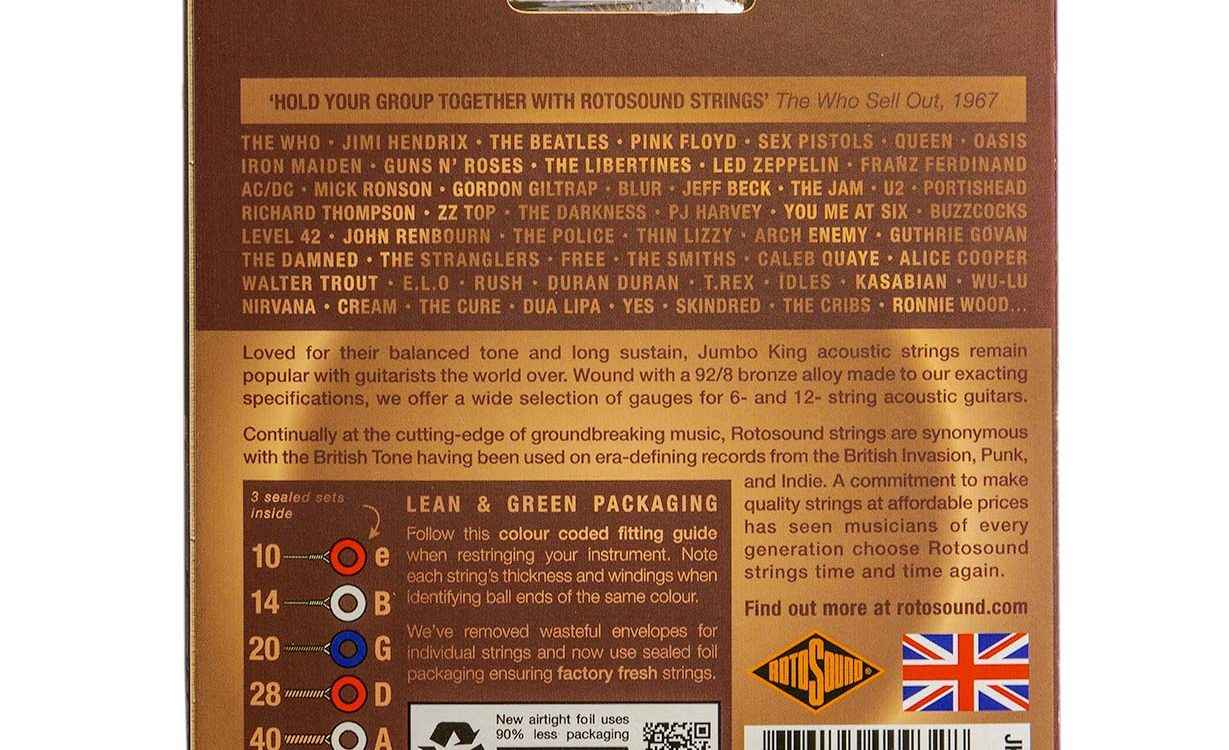 'HOLD YOUR GROUP TOGETHER WITH ROTOSOUND STRINGS' The Who Sell Out, 1967
THE WHO • JIMI HENDRIX • THE BEATLES • PINK FLOYD • SEX PISTOLS • QUEEN • OASIS
IRON MAIDEN • GUNS N' ROSES • THE LIBERTINES • LED ZEPPELIN • FRANZ FERDINAND
AC/DC • MICK RONSON • GORDON GILTRAP • BLUR • JEFF BECK • THE JAM • U2 • PORTISHEAD
RICHARD THOMPSON • ZZ TOP • THE DARKNESS • PJ HARVEY • YOU ME AT SIX • BUZZCOCKS
LEVEL 42 • JOHN RENBOURN • THE POLICE • THIN LIZZY • ARCH ENEMY • GUTHRIE GOVAN
THE DAMNED • THE STRANGLERS • FREE • THE SMITHS • CALEB QUAYE • ALICE COOPER
WALTER TROUT • E.L.O • RUSH • DURAN DURAN • T.REX • IDLES • KASABIAN • WU-LU
NIRVANA • CREAM • THE CURE • DUA LIPA • YES • SKINDRED • THE CRIBS • RONNIE WOOD...
Loved for their balanced tone and long sustain, Jumbo King acoustic strings remain
popular with guitarists the world over. Wound with a 92/8 bronze alloy made to our exacting
specifications, we offer a wide selection of gauges for 6- and 12- string acoustic guitars.
Continually at the cutting-edge of groundbreaking music, Rotosound strings are synonymous
with the British Tone having been used on era-defining records from the British Invasion, Punk,
and Indie. A commitment to make
quality strings at affordable prices
has seen musicians of every
generation choose Rotosound
strings time and time again.
Find out more at rotosound.com
3 sealed sets
inside
10 e
14 B
20 G
28 D
40 A
LEAN & GREEN PACKAGING
Follow this colour coded fitting guide
when restringing your instrument. Note
each string's thickness and windings when
identifying ball ends of the same colour.
We've removed wasteful envelopes for
individual strings and now use sealed foil
packaging ensuring factory fresh strings.
New airtight foil uses
90% less packaging
ROTOSOUND